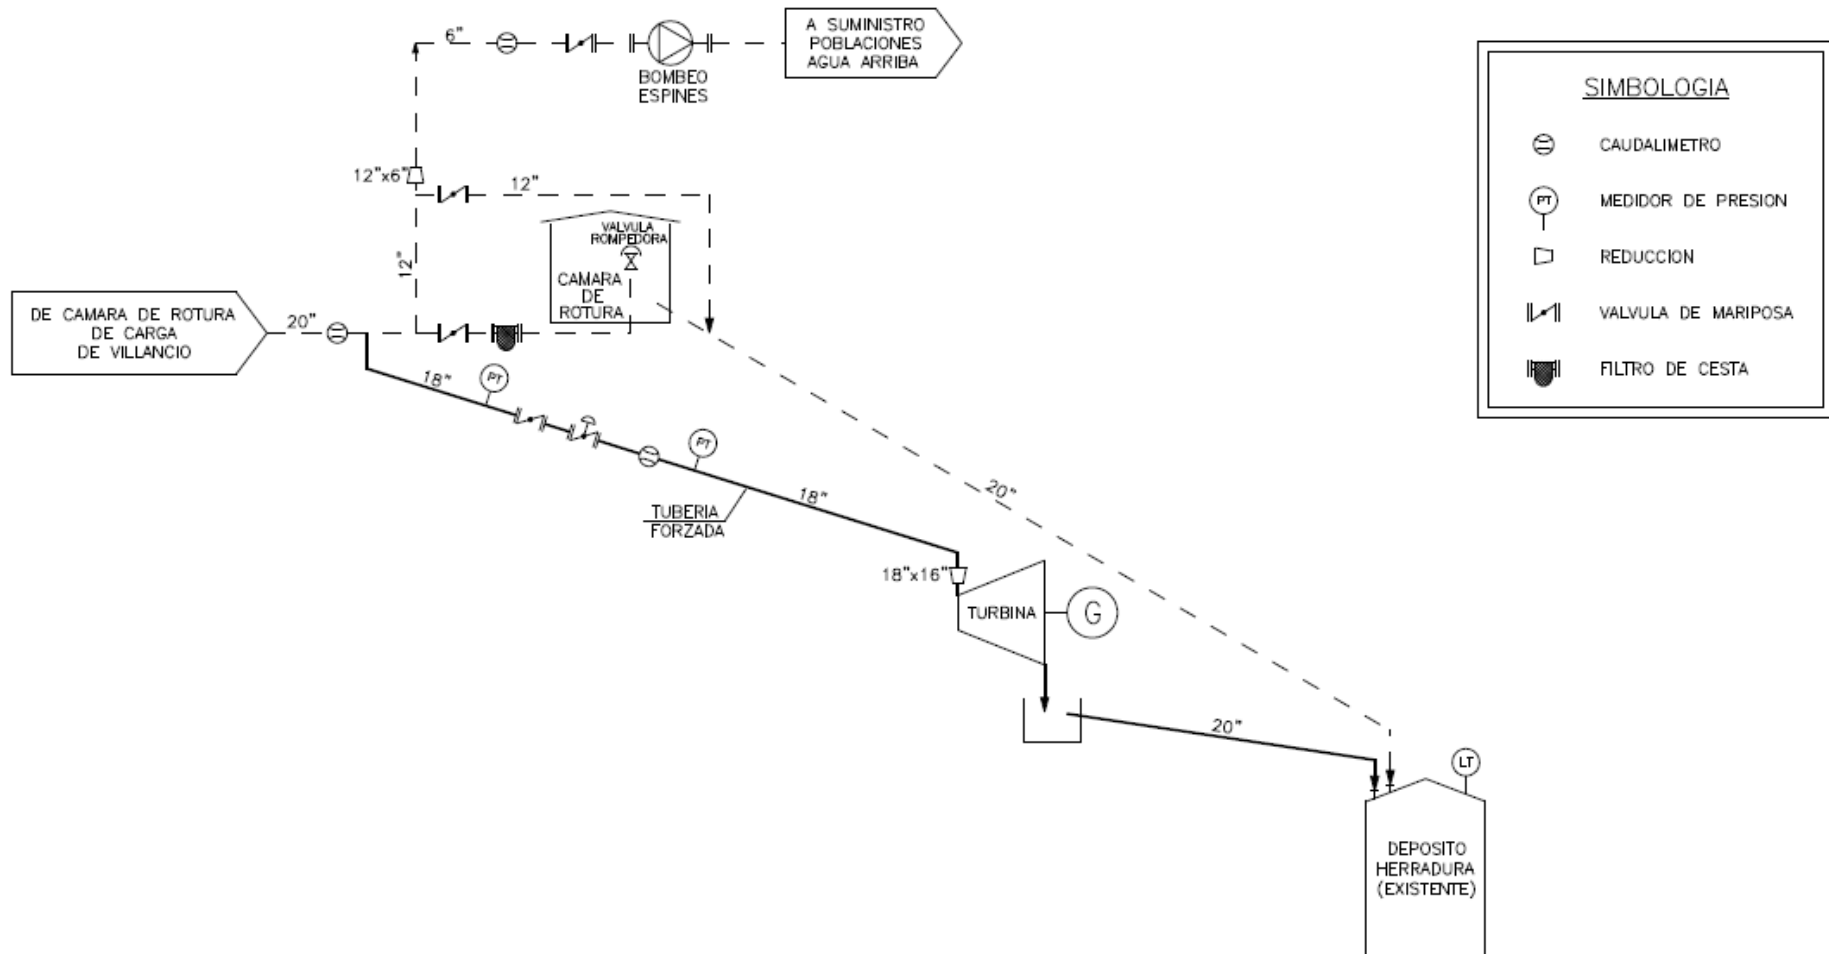 A SUMINISTRO
POBLACIONES
AGUA ARRIBA
6"
BOMBEO
ESPINES
SIMBOLOGIA
CAUDALIMETRO
PT
MEDIDOR DE PRESION
REDUCCION
VALVULA DE MARIPOSA
FILTRO DE CESTA
12"x6"
12"
12"
VALVULA
ROMPEDORA
CAMARA
DE
ROTURA
DE CAMARA DE ROTURA
DE CARGA
DE VILLANCIO
20"
18"
PT
PT
18"
TUBERIA
FORZADA
20"
18"x16"
TURBINA
G
20"
LT
DEPOSITO
HERRADURA
(EXISTENTE)